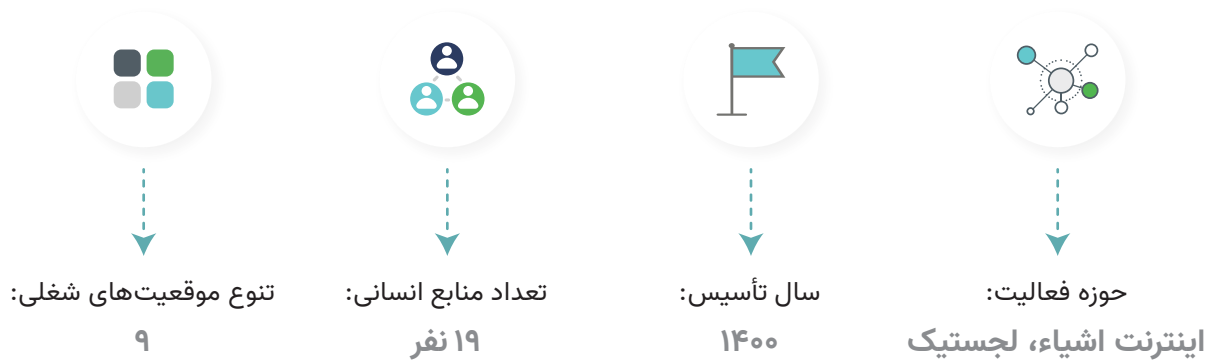 حوزه فعالیت:
اینترنت اشیاء، لجستیک
سال تأسیس:
۱۴۰۰
تعداد منابع انسانی:
۱۹ نفر
تنوع موقعیت‌های شغلی:
۹